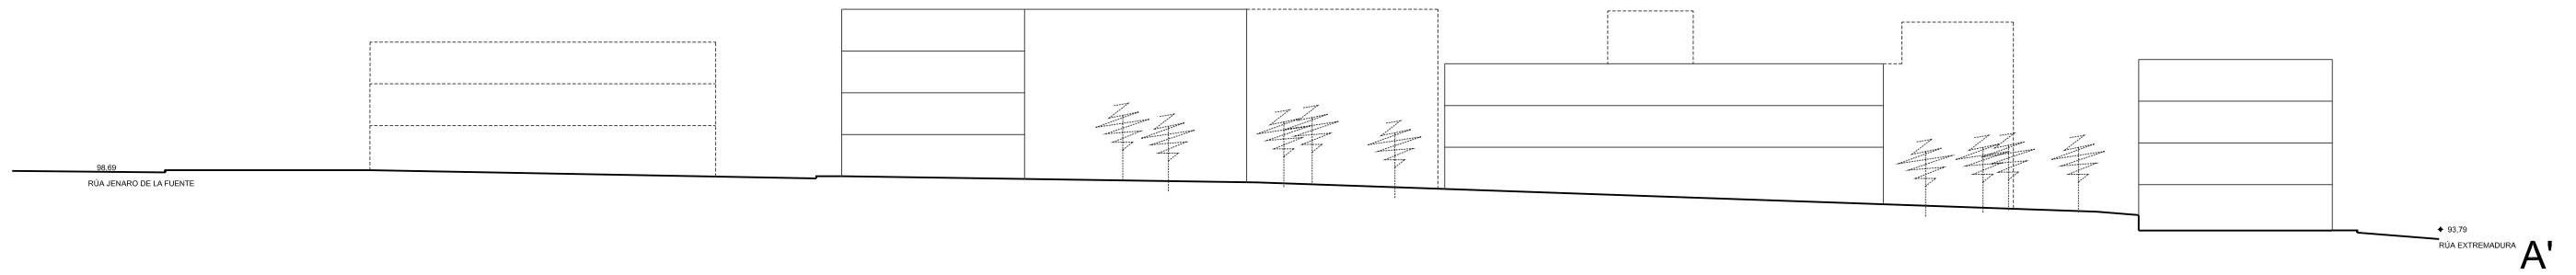 98,69
RÚA JENARO DE LA FUENTE
93,79
RÚA EXTREMADURA
A'